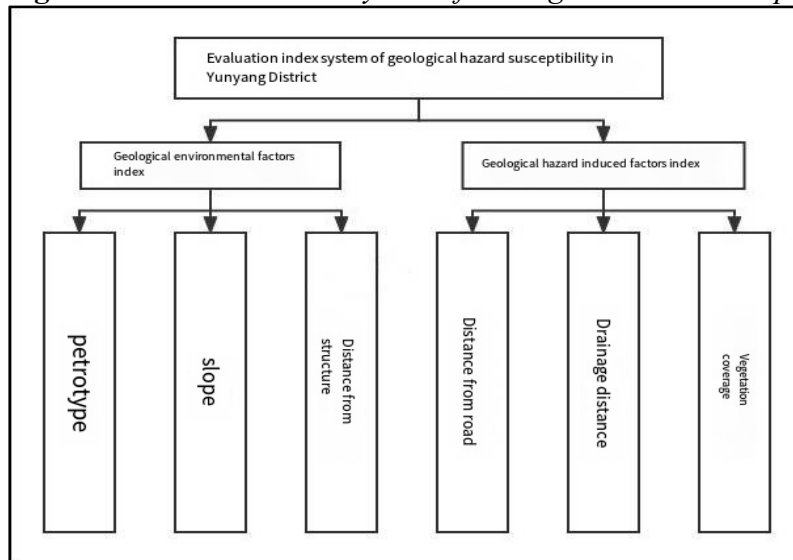 Evaluation index system of geological hazard susceptibility in
Yunyang District
Geological environmental factors
index
Geological hazard induced factors index
petrotype
slope
Distance from
structure
Distance from road
Drainage distance
Vegetation
coverage